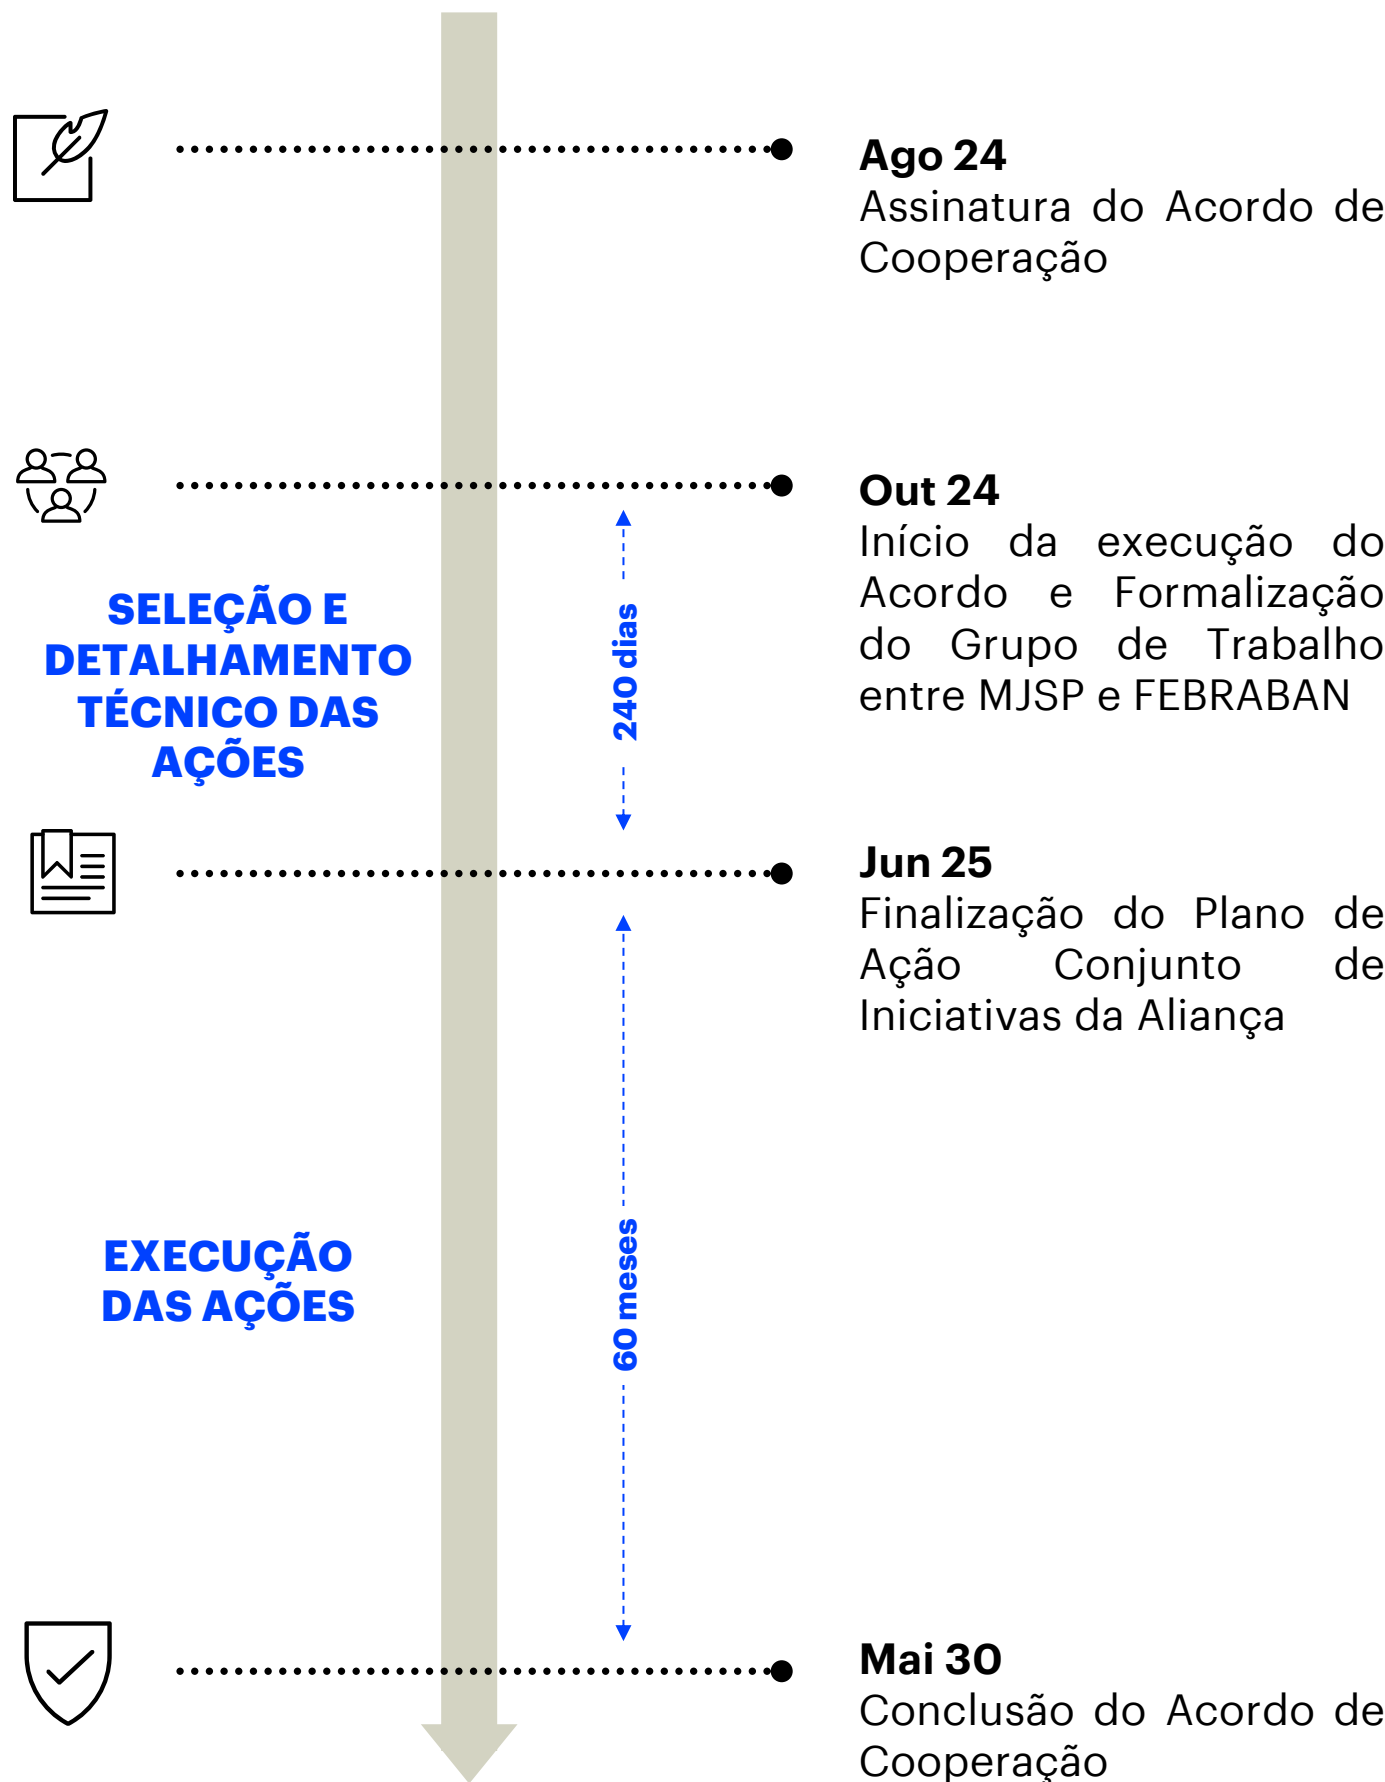 Ago 24
Assinatura do Acordo de
Cooperação
Out 24
Início da execução do
Acordo e Formalização
do Grupo de Trabalho
entre MJSP e FEBRABAN
SELEÇÃO E
DETALHAMENTO
TÉCNICO DAS
AÇÕES
240 dias
Jun 25
Finalização do Plano de
Ação Conjunto de
Iniciativas da Aliança
EXECUÇÃO
DAS AÇÕES
60 meses
Mai 30
Conclusão do Acordo de
Cooperação